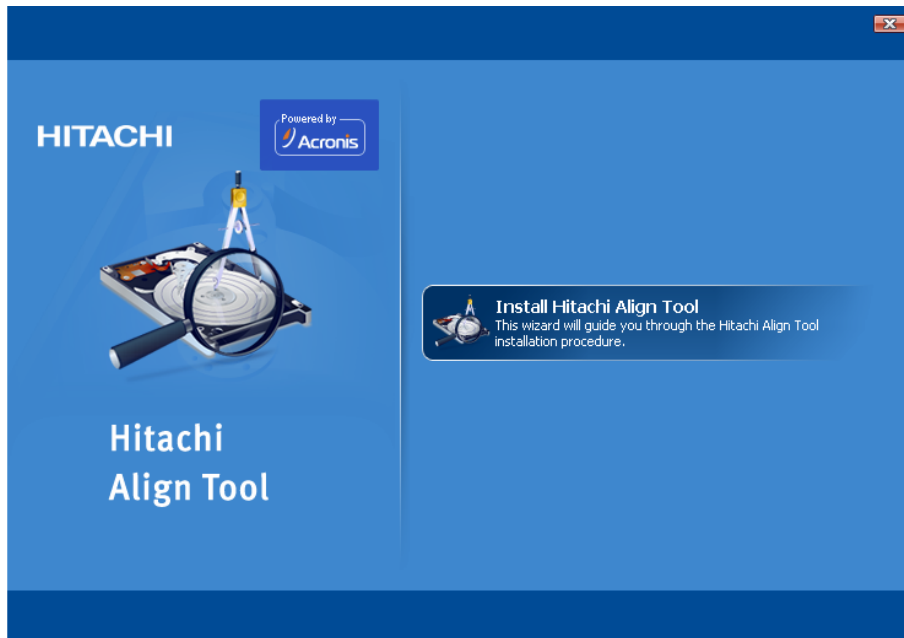 HITACHI
Powered by
Acronis
Install Hitachi Align Tool
This wizard will guide you through the Hitachi Align Tool
installation procedure.
Hitachi
Align Tool